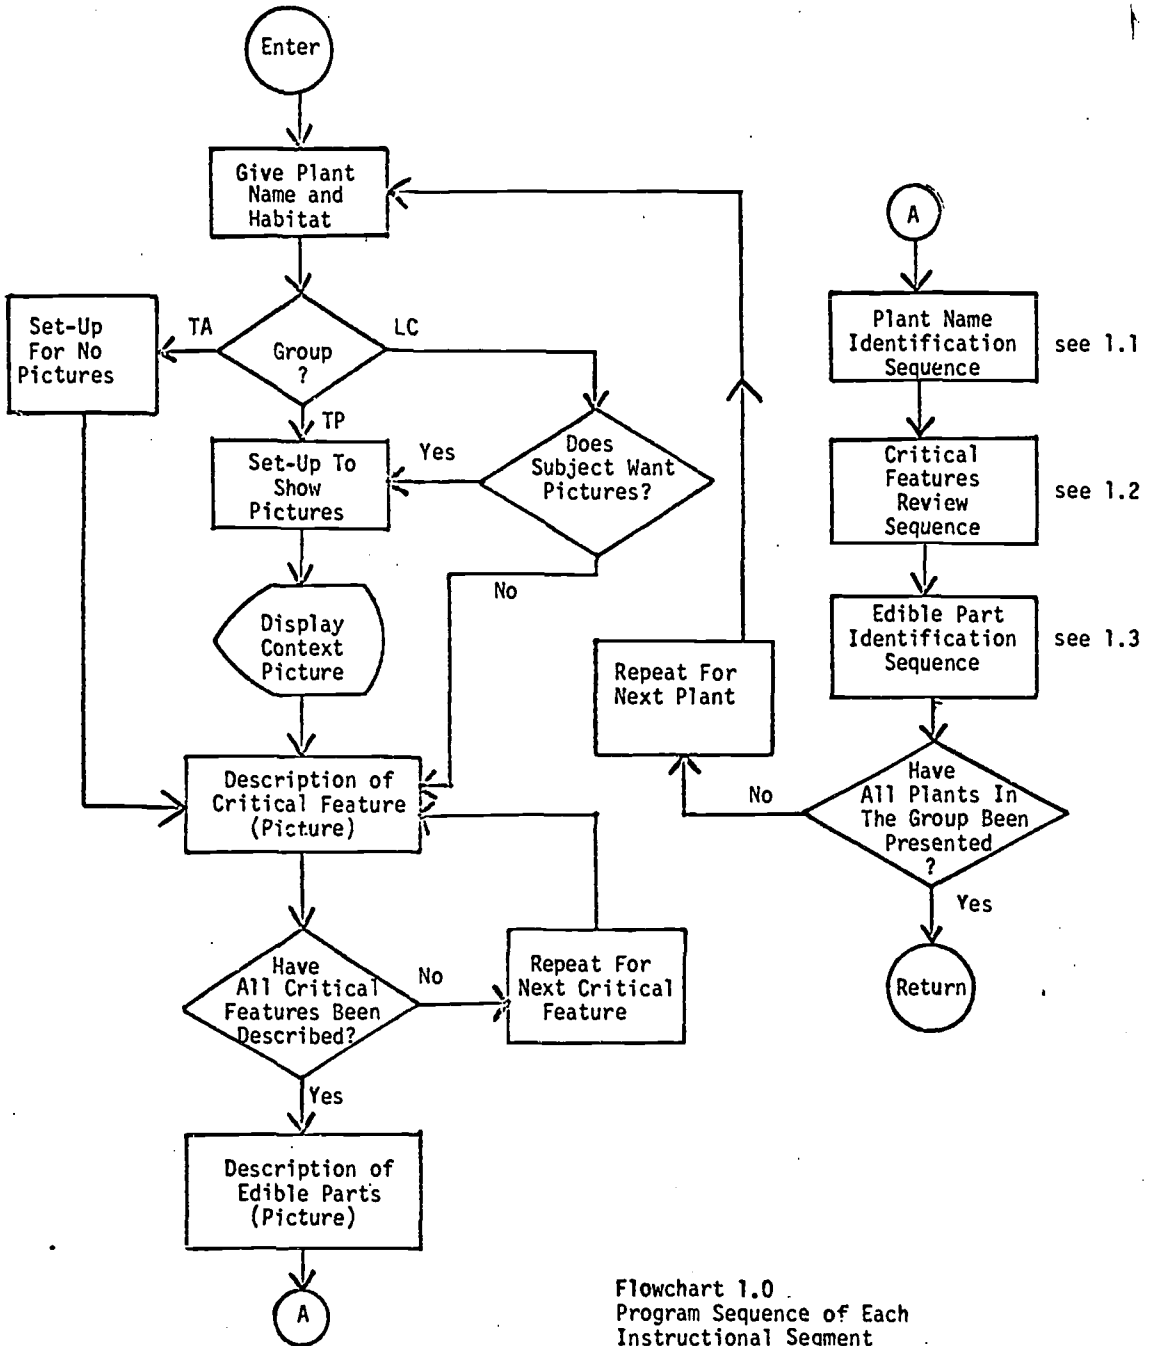 Enter
Give Plant
Name and
Habitat
Group
?
TA
LC
TP
Set-Up
For No
Pictures
Does
Subject Want
Pictures?
Yes
No
Set-Up To
Show
Pictures
Display
Context
Picture
Description of
Critical Feature
(Picture)
Have
All Critical
Features Been
Described?
No
Yes
Repeat For
Next Critical
Feature
Description of
Edible Parts
(Picture)
A
A
Plant Name
Identification
Sequence
see 1.1
Critical
Features
Review
Sequence
see 1.2
Edible Part
Identification
Sequence
see 1.3
Have
All Plants In
The Group Been
Presented
?
No
Yes
Repeat For
Next Plant
Return
Flowchart 1.0
Program Sequence of Each
Instructional Segment